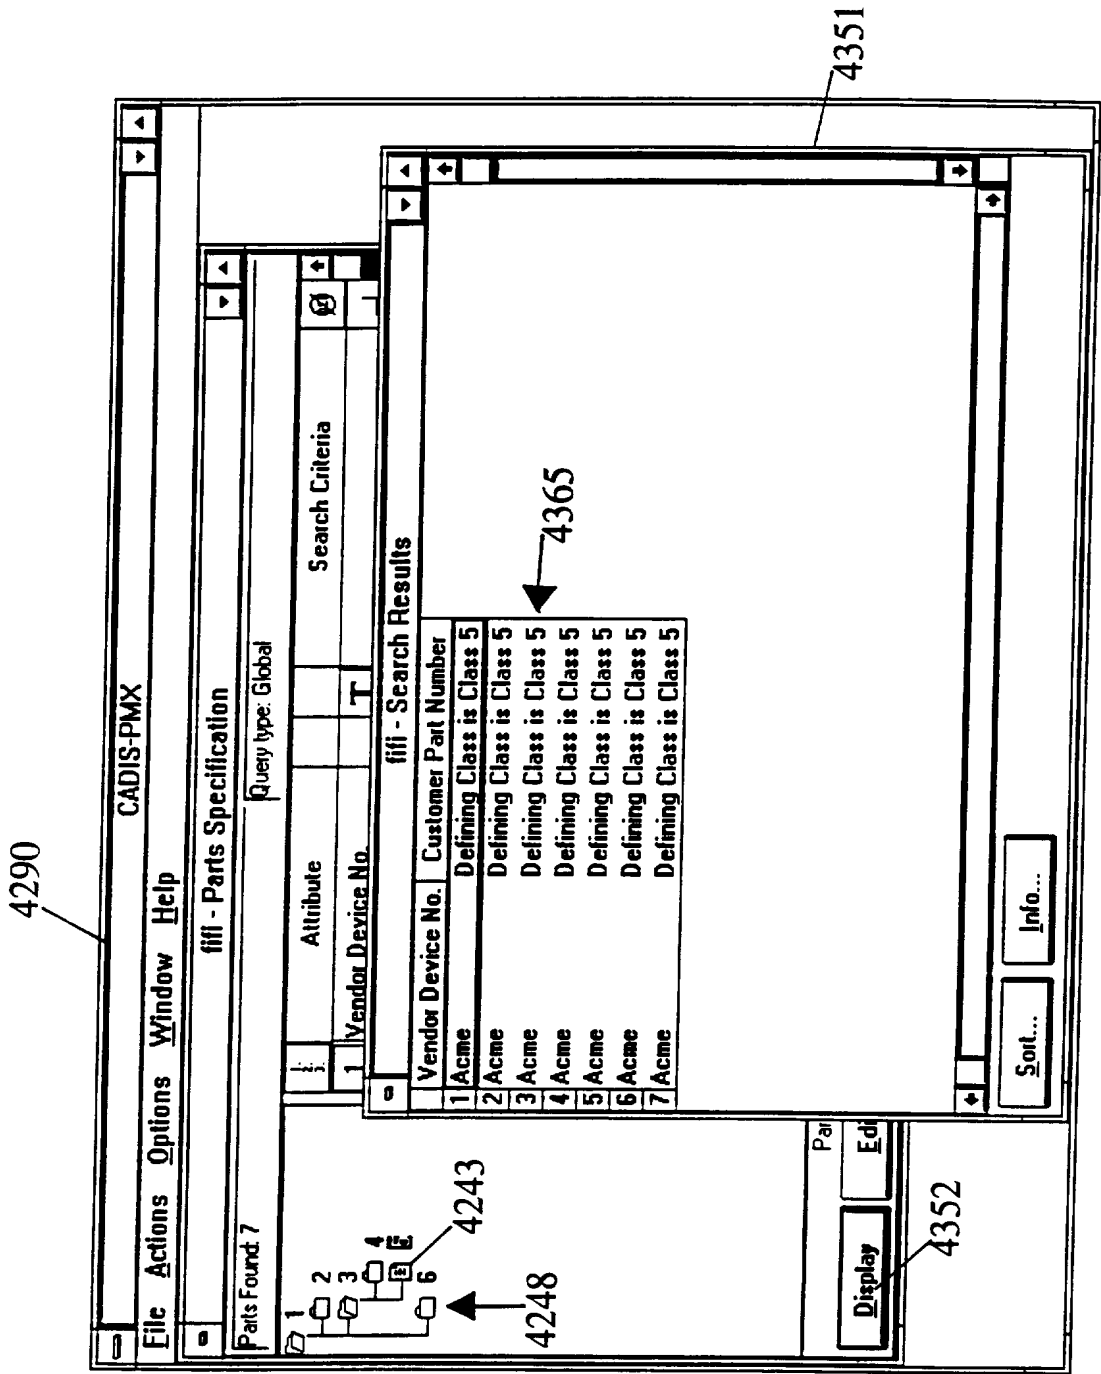 4290
CADIS-PMX
File Actions Options Window Help
fifi - Parts Specification
Parts Found: 7
Query type: Global
1
2
3
4
6
4243
4248
Attribute
Search Criteria
1 Vendor Device No.
T
fifi - Search Results
Vendor Device No. Customer Part Number
1 Acme Defining Class is Class 5
2 Acme Defining Class is Class 5
3 Acme Defining Class is Class 5
4 Acme Defining Class is Class 5
5 Acme Defining Class is Class 5
6 Acme Defining Class is Class 5
7 Acme Defining Class is Class 5
4365
4351
Par
Display
Edi
4352
Sort...
Info...